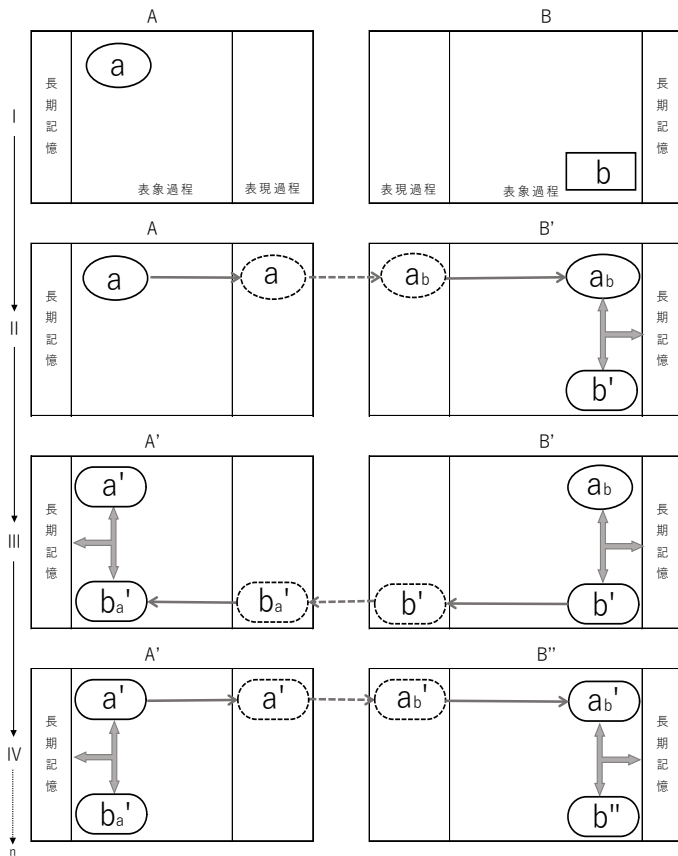 A B
長期記憶 a 表象過程 表現過程 表現過程 表象過程 b 長期記憶
I
A B’
長期記憶 a a ab ab b' 長期記憶
II
A’ B’
長期記憶 a' ba' ba' b' ab b' 長期記憶
III
A’ B”
長期記憶 a' ba' a' ab' ab' b" 長期記憶
IV
n